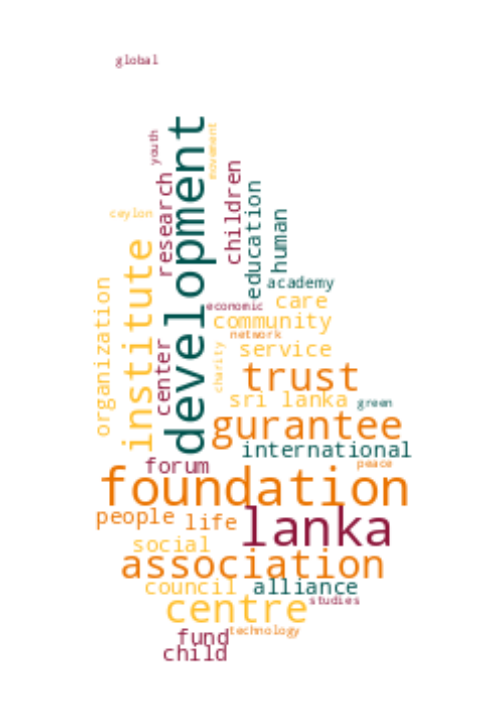 global
youth
development
movement
research
children
education
human
ceylon
institute
organization
academy
economic
care
community
network
center
charity
service
trust
sri lanka
green
gurantee
international
forum
peace
foundation
people
life
lanka
social
association
council
alliance
centre
studies
technology
fund
child